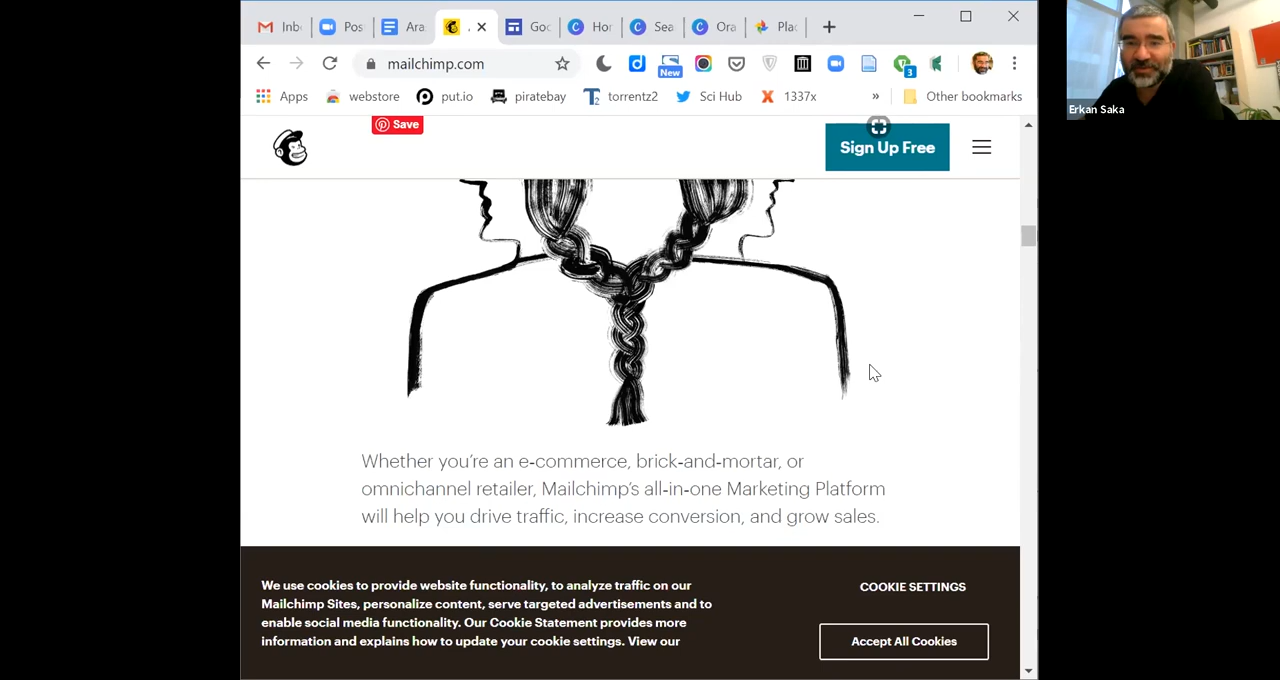 Inb
Pos
Ara
Goo
Hor
Sea
Ora
Plac
mailchimp.com
New
3
Apps
webstore
put.io
piratebay
torrentz2
Sci Hub
1337x
»
Other bookmarks
Save
Sign Up Free
Erkan Saka
Whether you’re an e-commerce, brick-and-mortar, or
omnichannel retailer, Mailchimp’s all-in-one Marketing Platform
will help you drive traffic, increase conversion, and grow sales.
We use cookies to provide website functionality, to analyze traffic on our
Mailchimp Sites, personalize content, serve targeted advertisements and to
enable social media functionality. Our Cookie Statement provides more
information and explains how to update your cookie settings. View our
COOKIE SETTINGS
Accept All Cookies